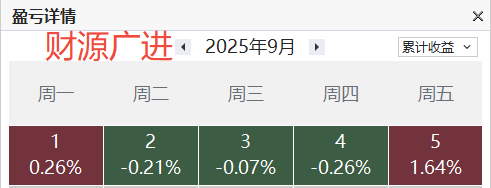 盈亏详情
财源广进 2025年9月 累计收益
周一 周二 周三 周四 周五
1 2 3 4 5
0.26% -0.21% -0.07% -0.26% 1.64%